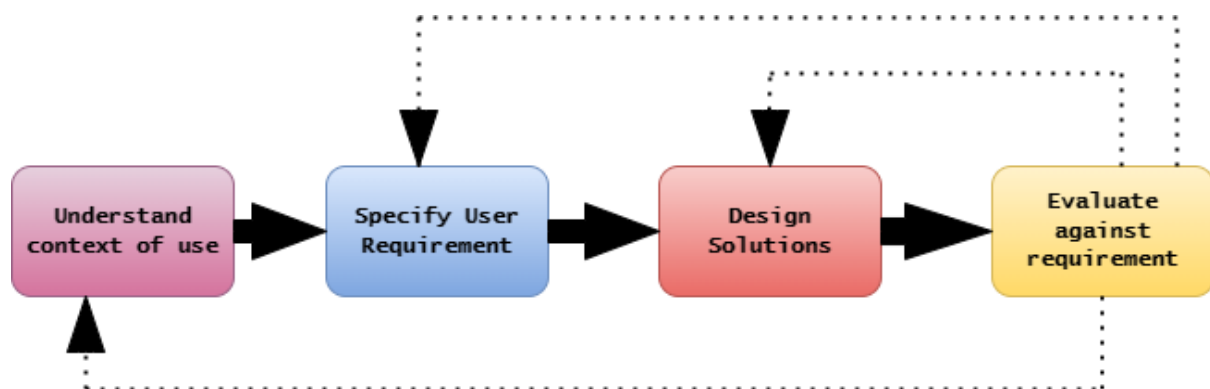 Understand
context of use
Specify User
Requirement
Design
Solutions
Evaluate
against
requirement